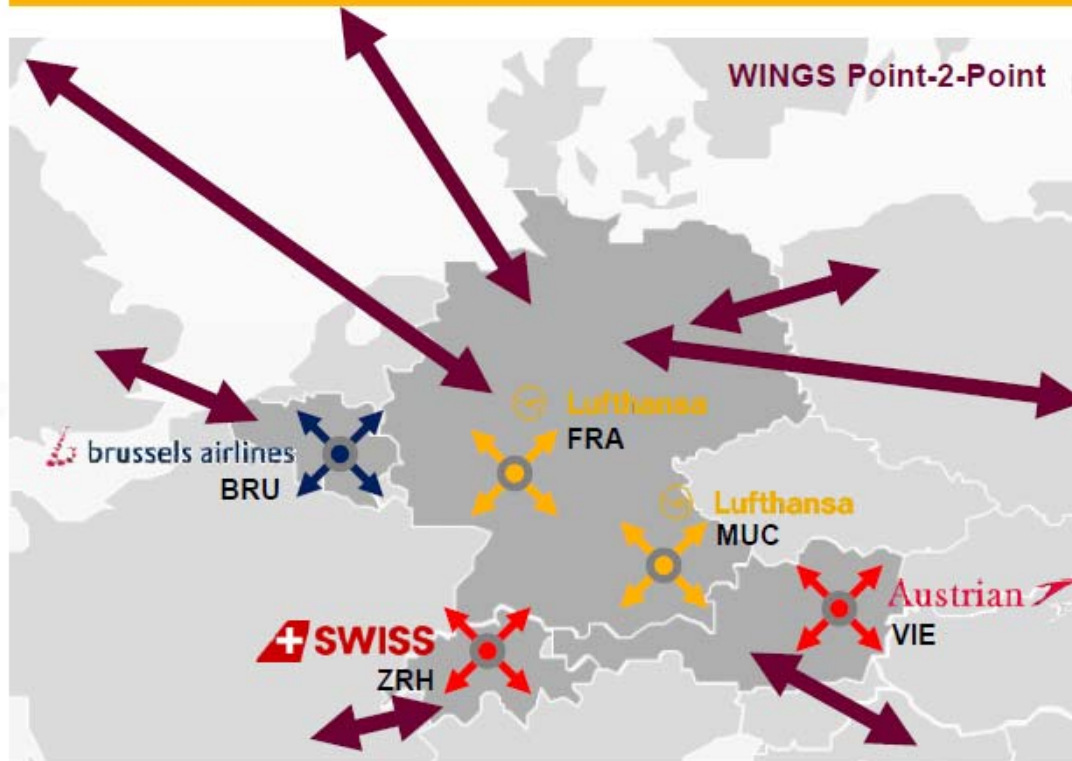 WINGS Point-2-Point
Lufthansa
FRA
brussels airlines
BRU
Lufthansa
MUC
Austrian
VIE
SWISS
ZRH